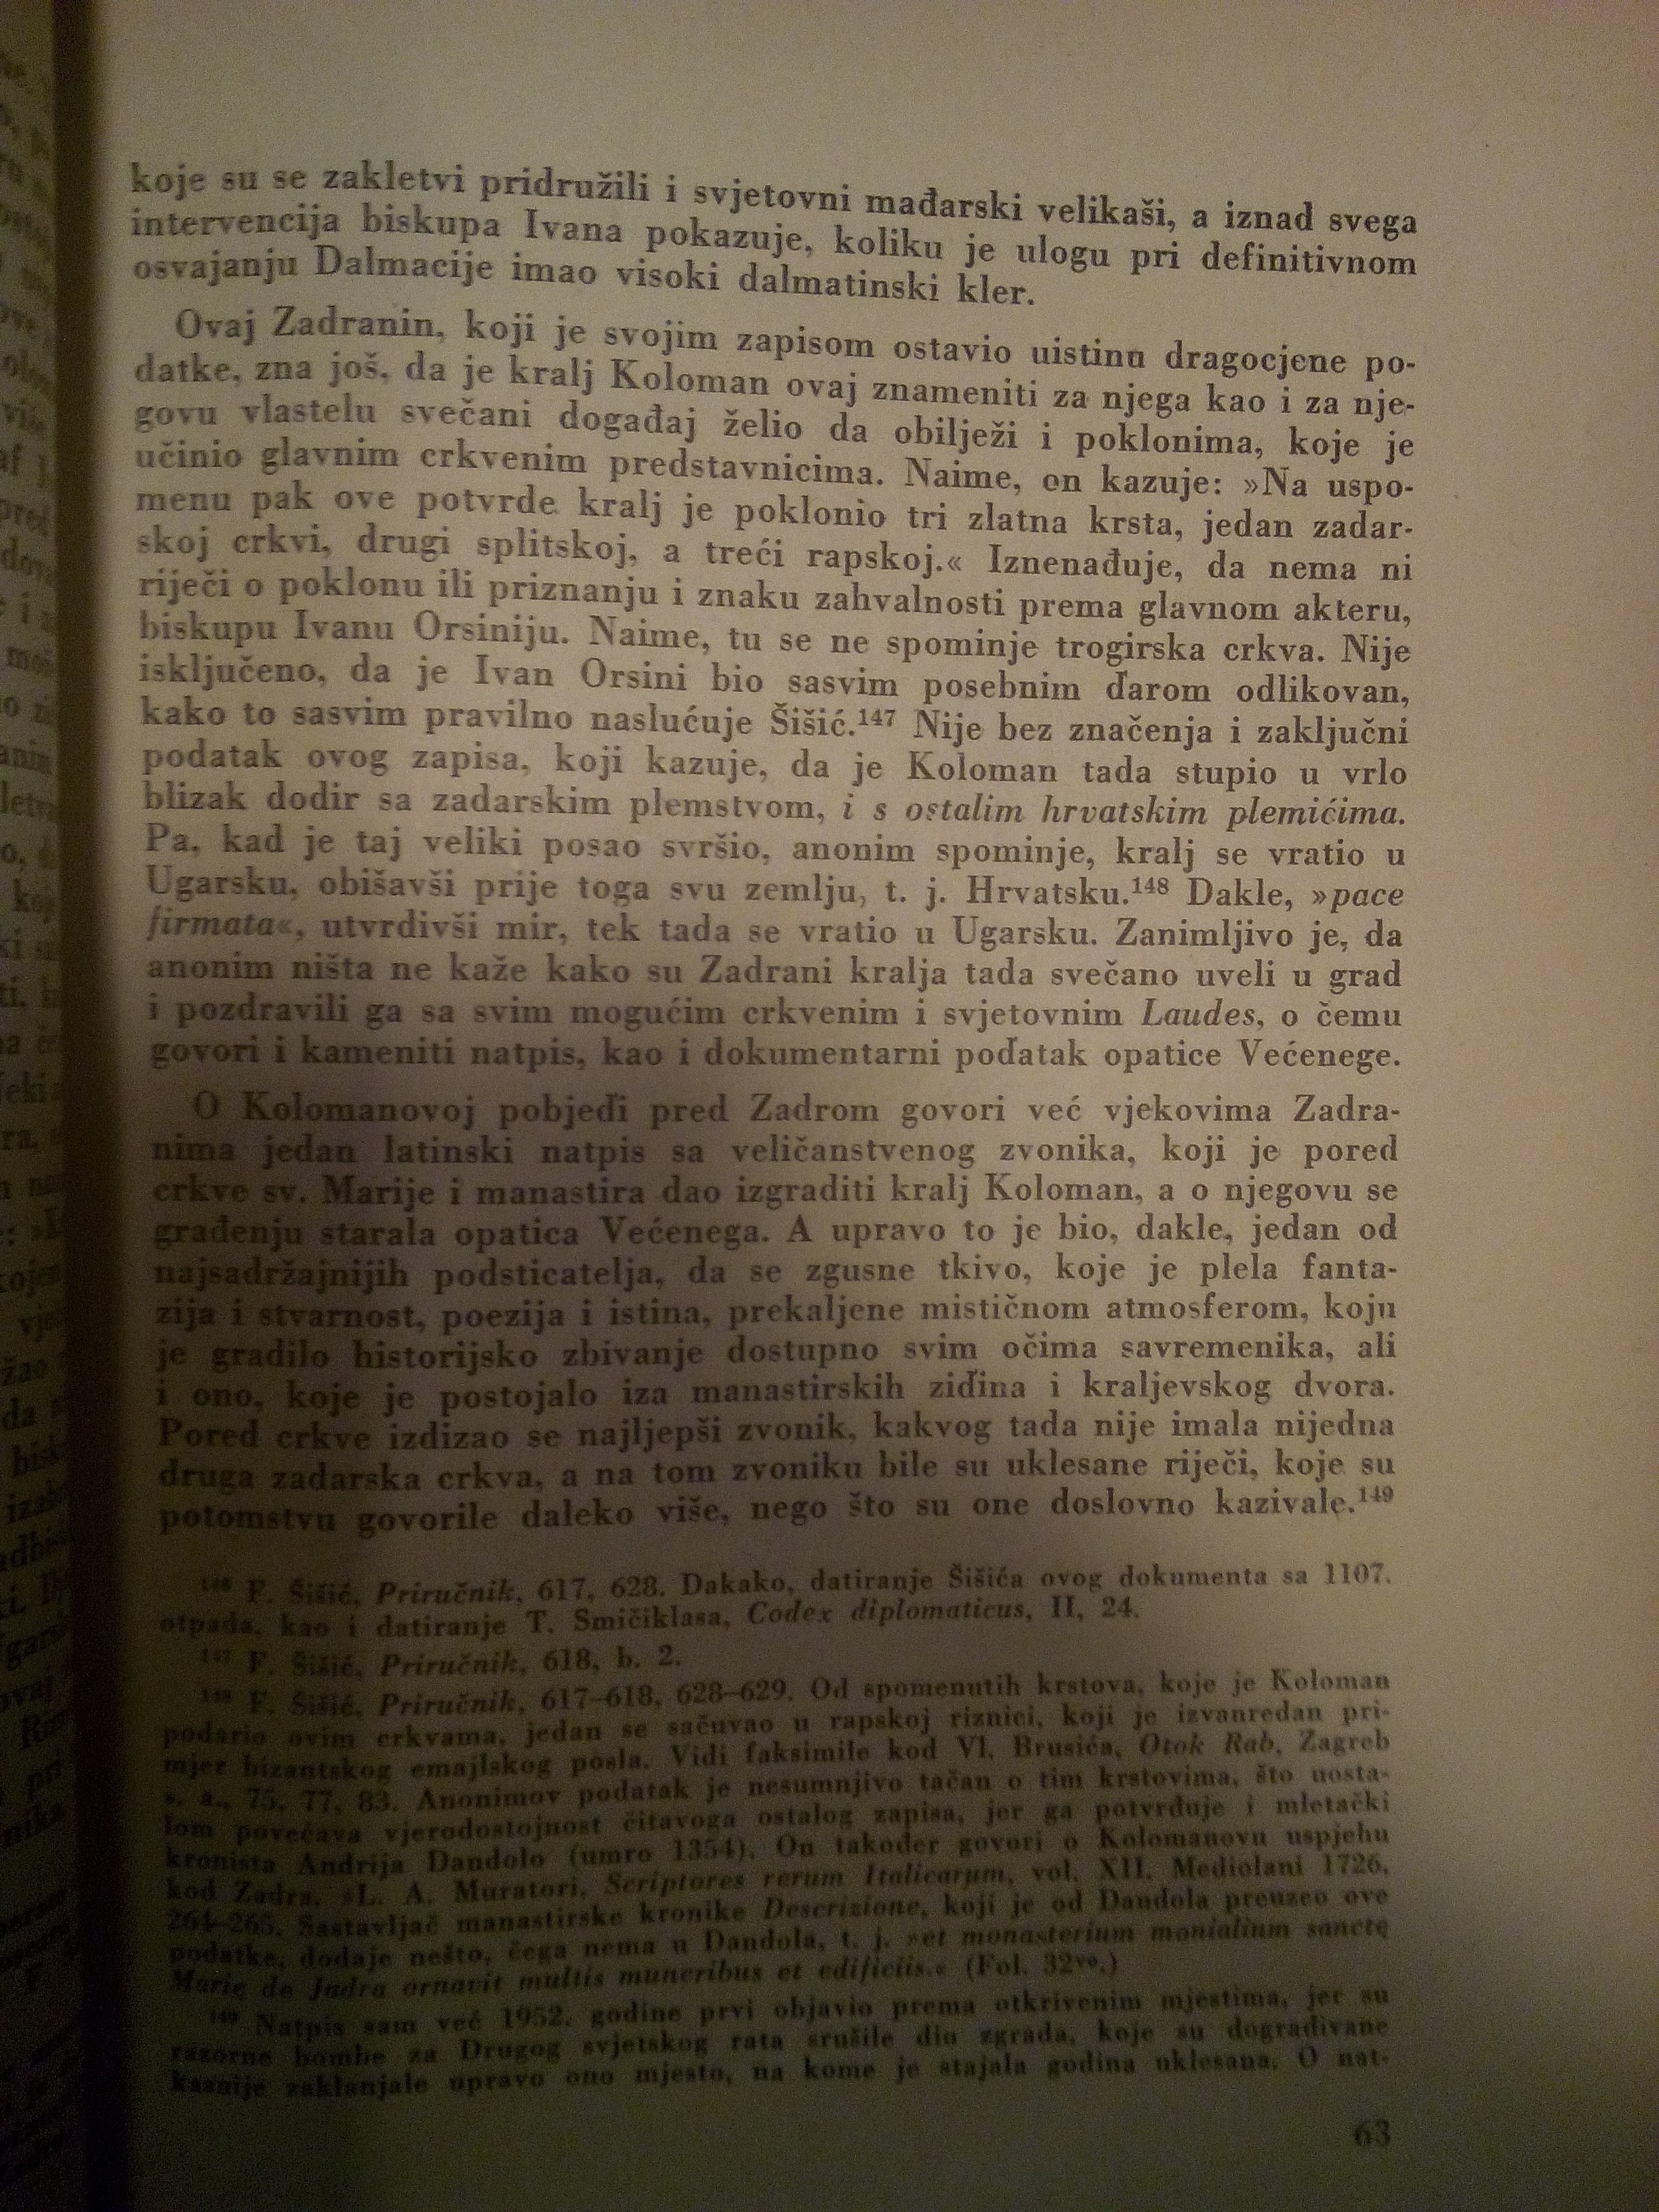 koje su se zakletvi pridružili i svjetovni mađarski velikaši, a iznad svega
intervencija biskupa Ivana pokazuje, koliku je ulogu pri definitivnom
osvajanju Dalmacije imao visoki dalmatinski kler.
Ovaj Zadranin, koji je svojim zapisom ostavio uistinu dragocjene po-
datke, zna još, da je kralj Koloman ovaj znameniti za njega kao i za nje-
govu vlastelu svečani događaj želio da obilježi i poklonima, koje je
učinio glavnim crkvenim predstavnicima. Naime, on kazuje: »Na uspo-
menu pak ove potvrde kralj je poklonio tri zlatna krsta, jedan zadar-
skoj crkvi, drugi splitskoj, a treći rapskoj.« Iznenađuje, da nema ni
riječi o poklonu ili priznanju i znaku zahvalnosti prema glavnom akteru,
biskupu Ivanu Orsiniju. Naime, tu se ne spominje trogirska crkva. Nije
isključeno, da je Ivan Orsini bio sasvim posebnim darom odlikovan,
kako to sasvim pravilno naslućuje Šišić.¹⁴⁷ Nije bez značenja i zaključni
podatak ovog zapisa, koji kazuje, da je Koloman tada stupio u vrlo
blizak dodir sa zadarskim plemstvom, i s ostalim hrvatskim plemićima.
Pa, kad je taj veliki posao svršio, anonim spominje, kralj se vratio u
Ugarsku, obišavši prije toga svu zemlju, t. j. Hrvatsku.¹⁴⁸ Dakle, »pace
firmata«, utvrdivši mir, tek tada se vratio u Ugarsku. Zanimljivo je, da
anonim ništa ne kaže kako su Zadrani kralja tada svečano uveli u grad
i pozdravili ga sa svim mogućim crkvenim i svjetovnim Laudes, o čemu
govori i kameniti natpis, kao i dokumentarni podatak opatice Većenege.
O Kolomanovoj pobjedi pred Zadrom govori već vjekovima Zadra-
nima jedan latinski natpis sa veličanstvenog zvonika, koji je pored
crkve sv. Marije i manastira dao izgraditi kralj Koloman, a o njegovu se
građenju starala opatica Većenega. A upravo to je bio, dakle, jedan od
najsadržajnijih podsticatelja, da se zgusne tkivo, koje je plela fanta-
zija i stvarnost, poezija i istina, prekaljene mističnom atmosferom, koju
je gradilo historijsko zbivanje dostupno svim očima savremenika, ali
i ono, koje je postojalo iza manastirskih zidina i kraljevskog dvora.
Pored crkve izdizao se najljepši zvonik, kakvog tada nije imala nijedna
druga zadarska crkva, a na tom zvoniku bile su uklesane riječi, koje su
potomstvu govorile daleko više, nego što su one doslovno kazivale.¹⁴⁹
¹⁴⁶ F. Šišić, Priručnik, 617, 628. Dakako, datiranje Šišića ovog dokumenta sa 1107.
otpada, kao i datiranje T. Smičiklasa, Codex diplomaticus, II, 24.
¹⁴⁷ F. Šišić, Priručnik, 618, b. 2.
¹⁴⁸ F. Šišić, Priručnik, 617–618, 628–629. Od spomenutih krstova, koje je Koloman
podario ovim crkvama, jedan se sačuvao u rapskoj riznici, koji je izvanredan pri-
mjer bizantskog emajlskog posla. Vidi faksimile kod Vl. Brusića, Otok Rab, Zagreb
s. a., 75, 77, 83. Anonimov podatak je nesumnjivo tačan o tim krstovima, što uosta-
lom povećava vjerodostojnost čitavoga ostalog zapisa, jer ga potvrđuje i mletački
kronista Andrija Dandolo (umro 1354). On također govori o Kolomanovu uspjehu
kod Zadra. »L. A. Muratori, Scriptores rerum Italicarum, vol. XII. Mediolani 1726,
264–265. Sastavljač manastirske kronike Descrizione, koji je od Dandola preuzeo ove
podatke, dodaje nešto, čega nema u Dandola, t. j. »et monasterium monialium sanctę
Marię de Jadra ornavit multis muneribus et edificiis.« (Fol. 32ᵛᵒ.)
¹⁴⁹ Natpis sam već 1952. godine prvi objavio prema otkrivenim mjestima, jer su
razorne bombe za Drugog svjetskog rata srušile dio zgrada, koje su dograđivane
kasnije zaklanjale upravo ono mjesto, na kome je stajala godina uklesana. O nat-
63